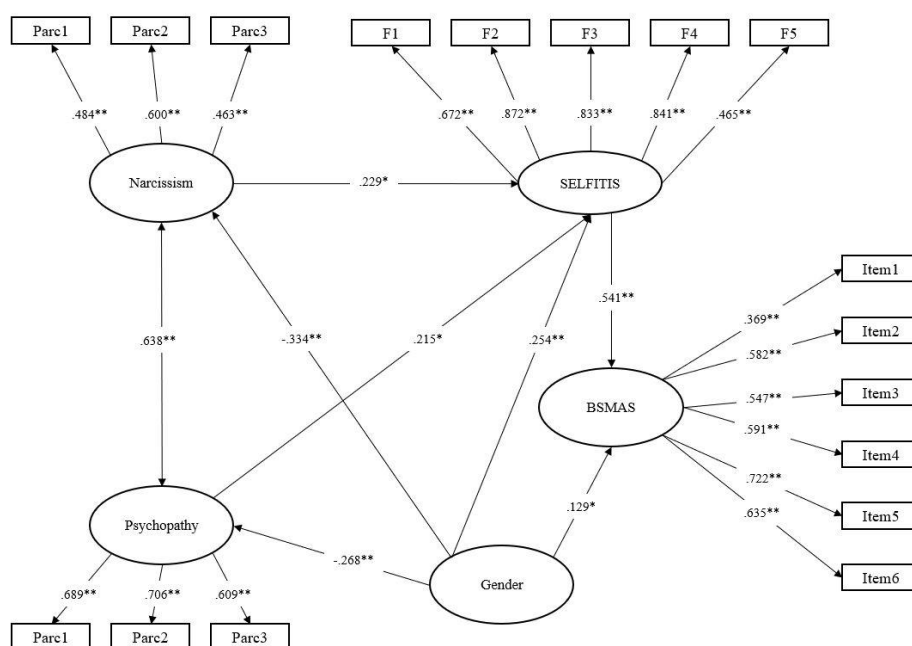 Parc1
Parc2
Parc3
F1
F2
F3
F4
F5
.484**
.600**
.463**
.672**
.872**
.833**
.841**
.465**
Narcissism
.229*
SELFITIS
Item1
.541**
.369**
Item2
.638**
-.334**
.215*
.254**
.582**
Item3
.547**
BSMAS
.591**
Item4
.722**
.635**
Item5
Psychopathy
.129*
-.268**
Gender
Item6
.689**
.706**
.609**
Parc1
Parc2
Parc3